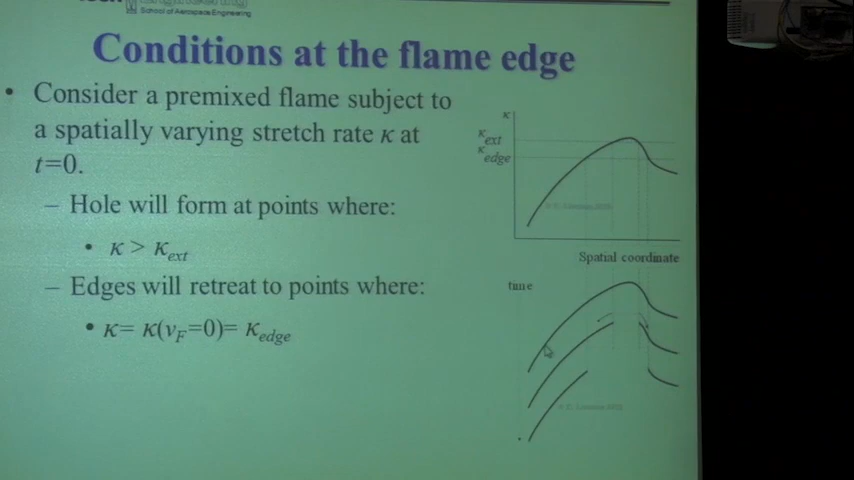 School of Aerospace Engineering
Conditions at the flame edge
• Consider a premixed flame subject to
a spatially varying stretch rate κ at
t=0.
– Hole will form at points where:
• κ > κext
– Edges will retreat to points where:
• κ= κ(vF=0)= κedge
κ
κext
κedge
Spatial coordinate
time